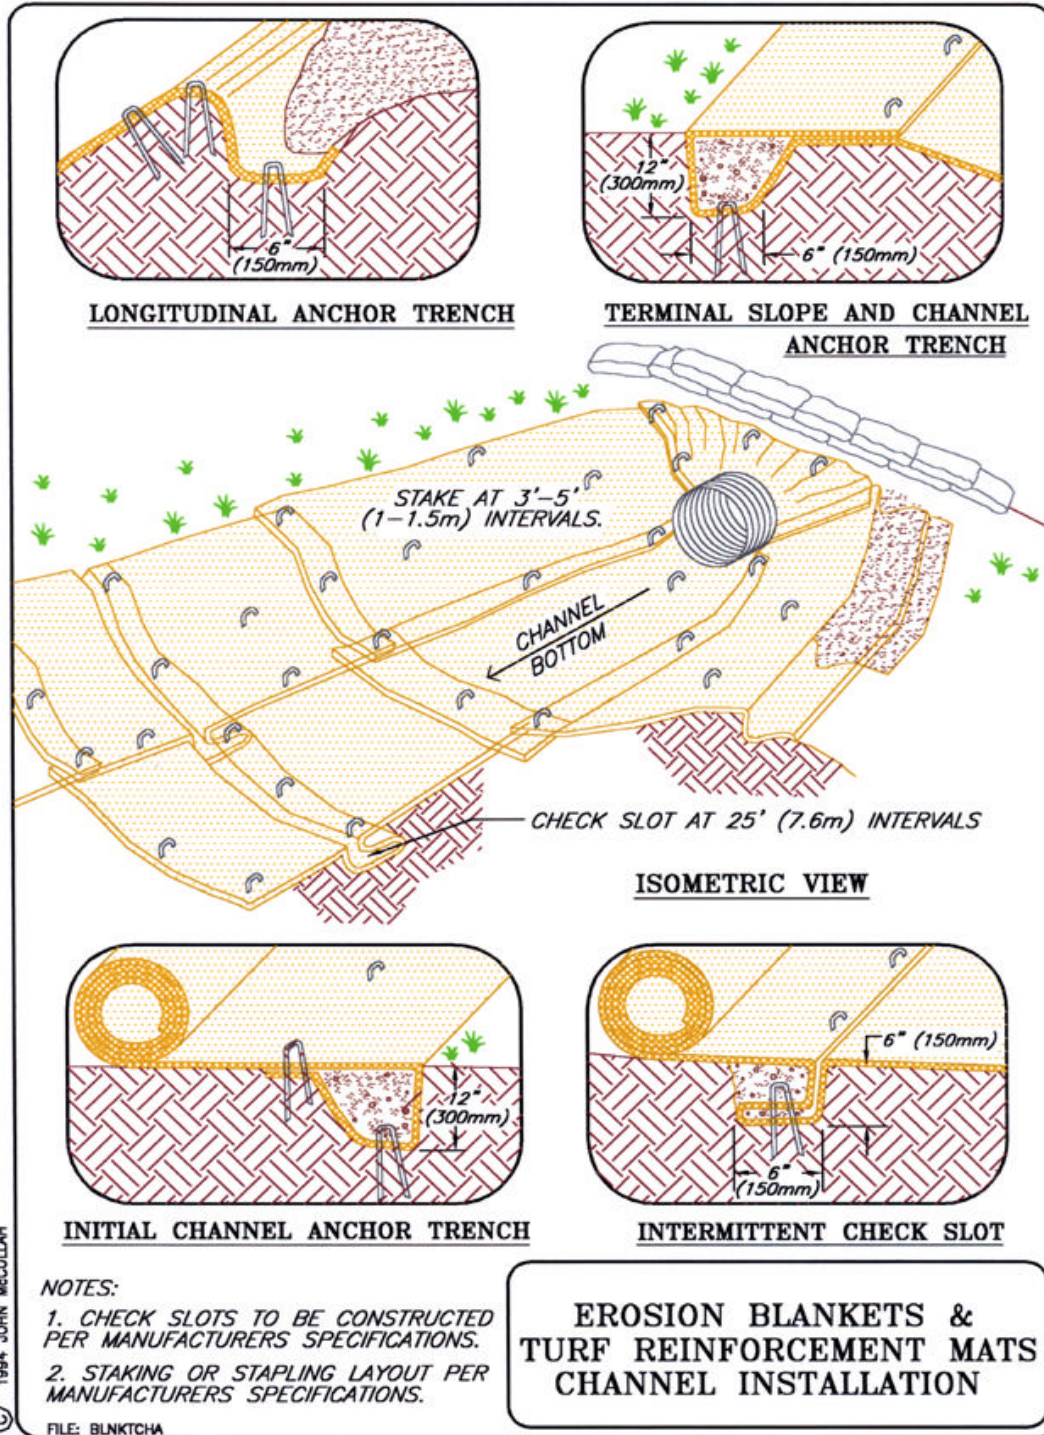 12"
(300mm)
6"
(150mm)
6" (150mm)
LONGITUDINAL ANCHOR TRENCH
TERMINAL SLOPE AND CHANNEL
ANCHOR TRENCH
STAKE AT 3'-5'
(1-1.5m) INTERVALS.
CHANNEL
BOTTOM
CHECK SLOT AT 25' (7.6m) INTERVALS
ISOMETRIC VIEW
12"
(300mm)
6" (150mm)
6"
(150mm)
INITIAL CHANNEL ANCHOR TRENCH
INTERMITTENT CHECK SLOT
NOTES:
1. CHECK SLOTS TO BE CONSTRUCTED
PER MANUFACTURERS SPECIFICATIONS.
2. STAKING OR STAPLING LAYOUT PER
MANUFACTURERS SPECIFICATIONS.
FILE: BLNKTCHA
EROSION BLANKETS &
TURF REINFORCEMENT MATS
CHANNEL INSTALLATION
© 1994 JOHN McCULLAH